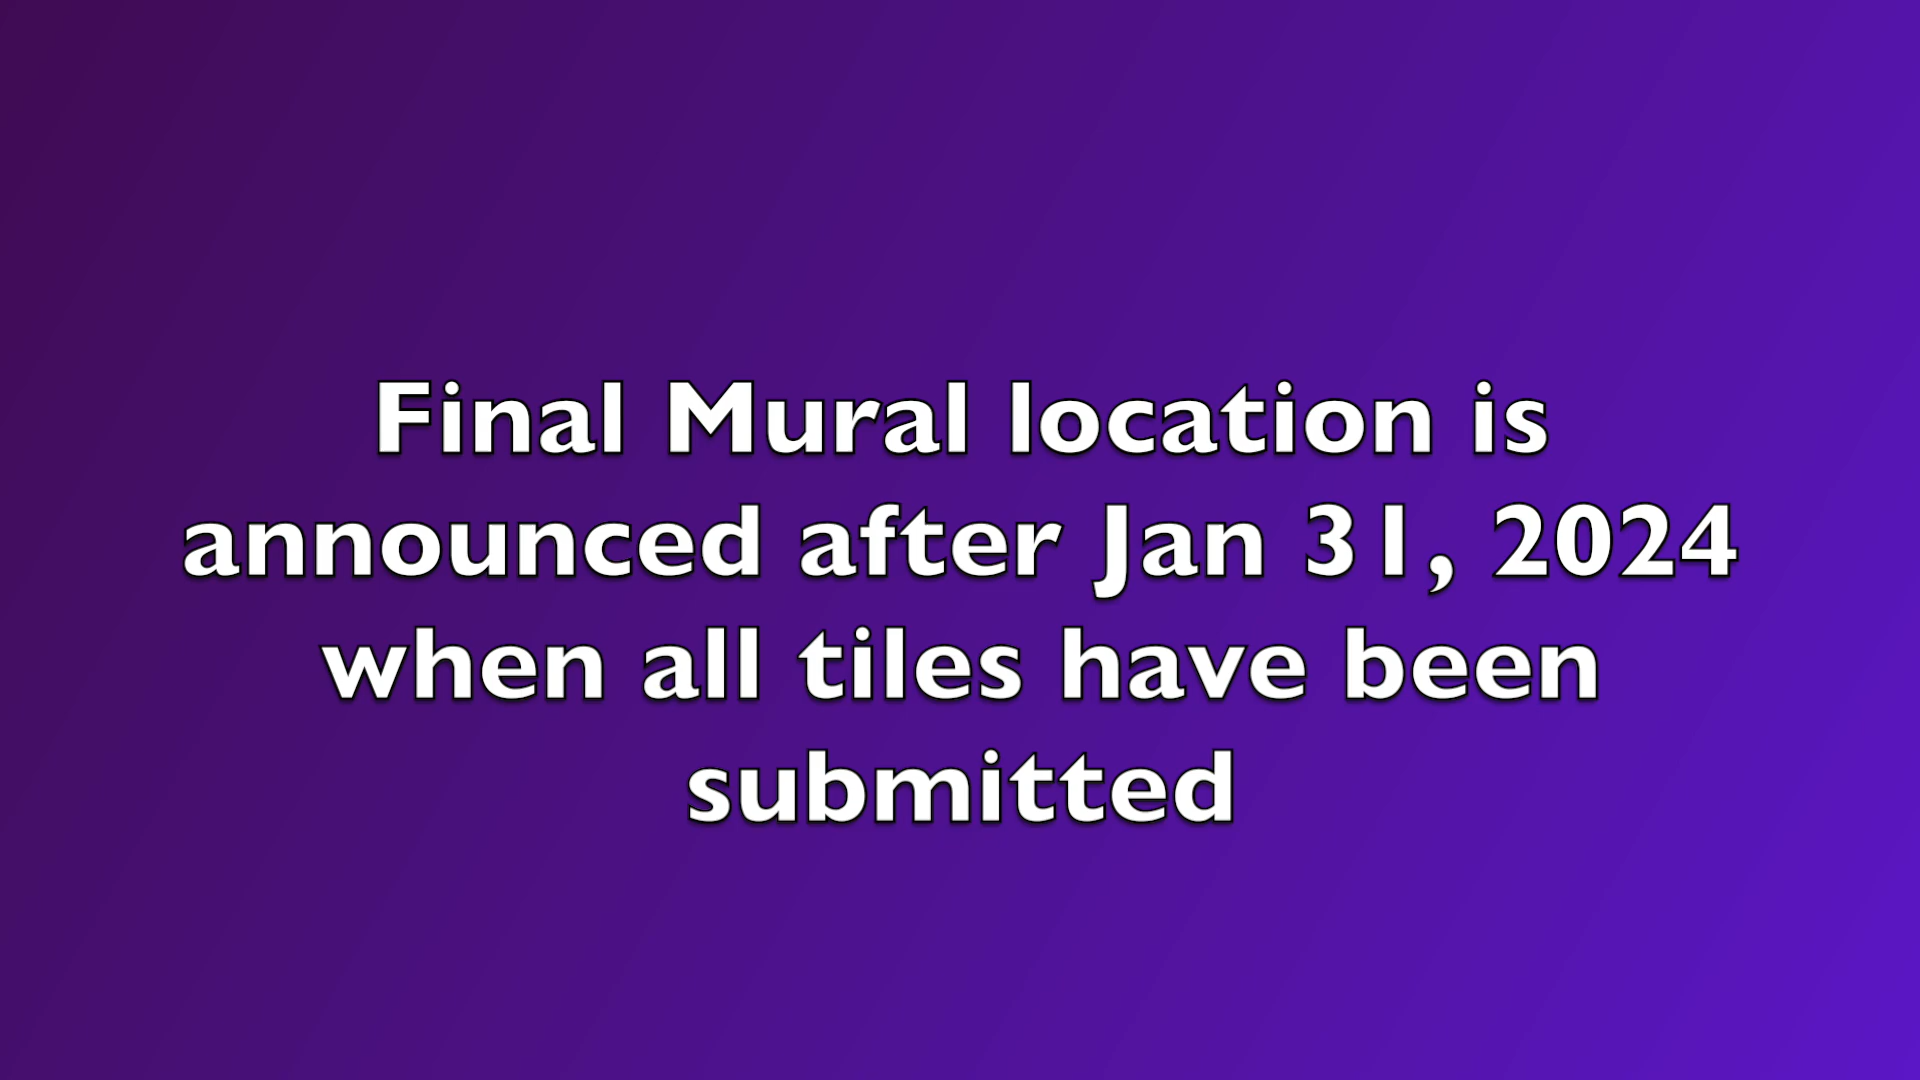 Final Mural location is
announced after Jan 31, 2024
when all tiles have been
submitted